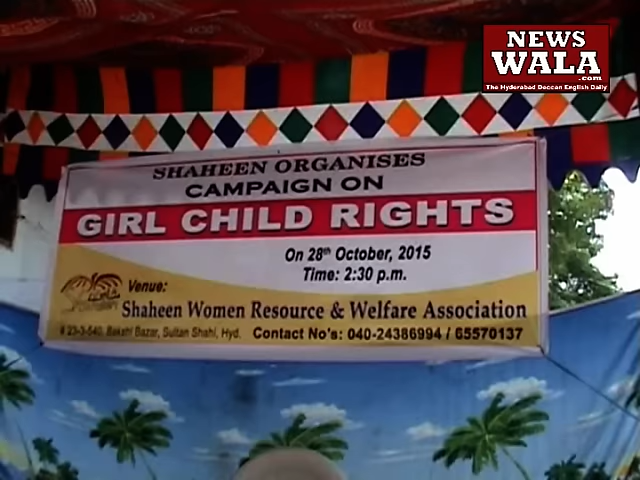 NEWS
WALA
.com
The Hyderabad Deccan English Daily
SHAHEEN ORGANISES
CAMPAIGN ON
GIRL CHILD RIGHTS
On 28th October, 2015
Time: 2:30 p.m.
Venue:
Shaheen Women Resource & Welfare Association
# 23-3-540, Bakshi Bazar, Sultan Shahi, Hyd. Contact No's: 040-24386994 / 65570137